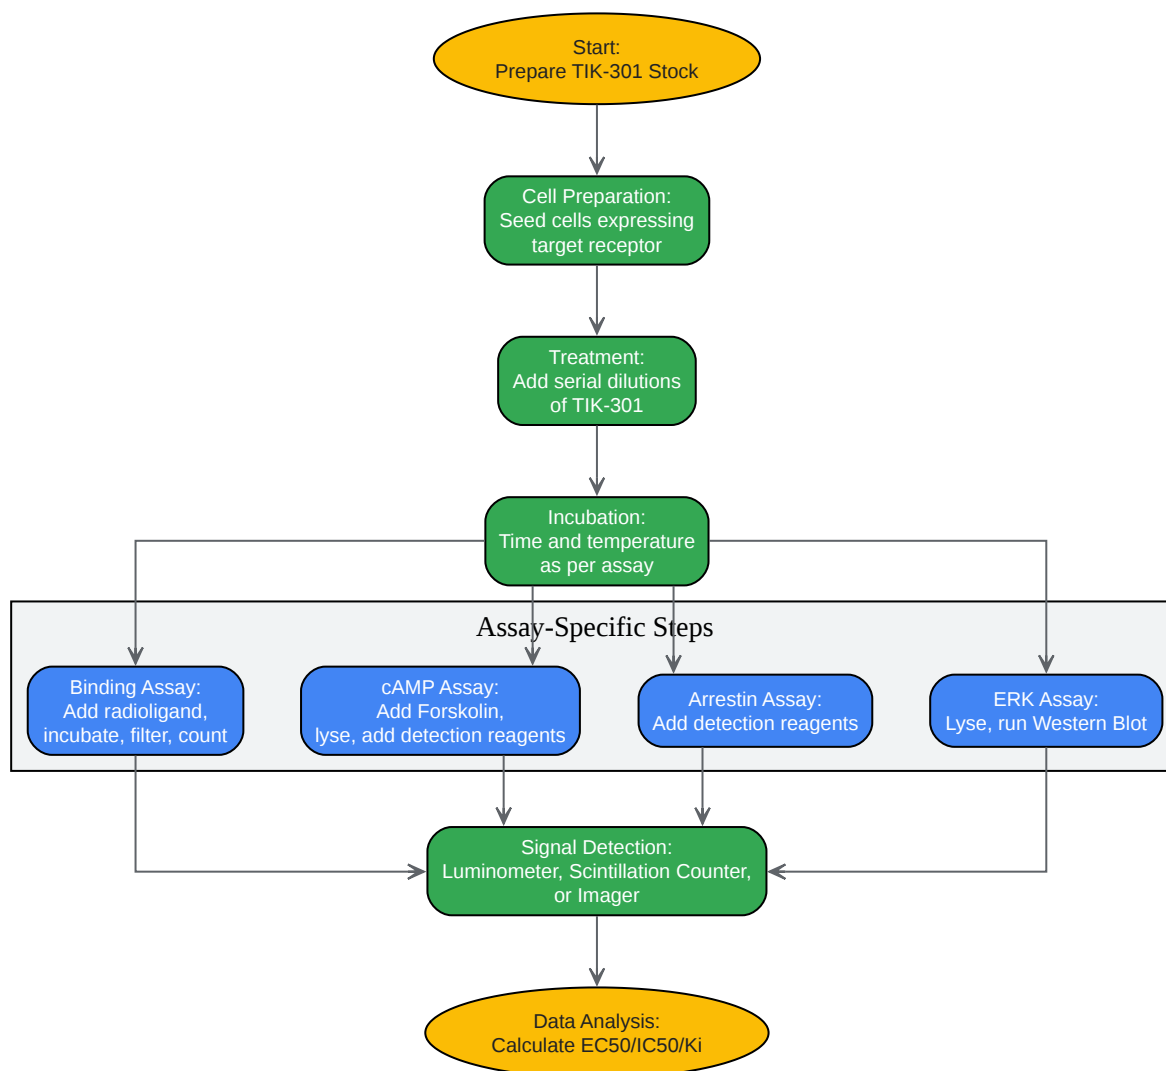 Start:
Prepare TIK-301 Stock
Cell Preparation:
Seed cells expressing
target receptor
Treatment:
Add serial dilutions
of TIK-301
Incubation:
Time and temperature
as per assay
Assay-Specific Steps
Binding Assay:
Add radioligand,
incubate, filter, count
cAMP Assay:
Add Forskolin,
lyse, add detection reagents
Arrestin Assay:
Add detection reagents
ERK Assay:
Lyse, run Western Blot
Signal Detection:
Luminometer, Scintillation Counter,
or Imager
Data Analysis:
Calculate EC50/IC50/Ki